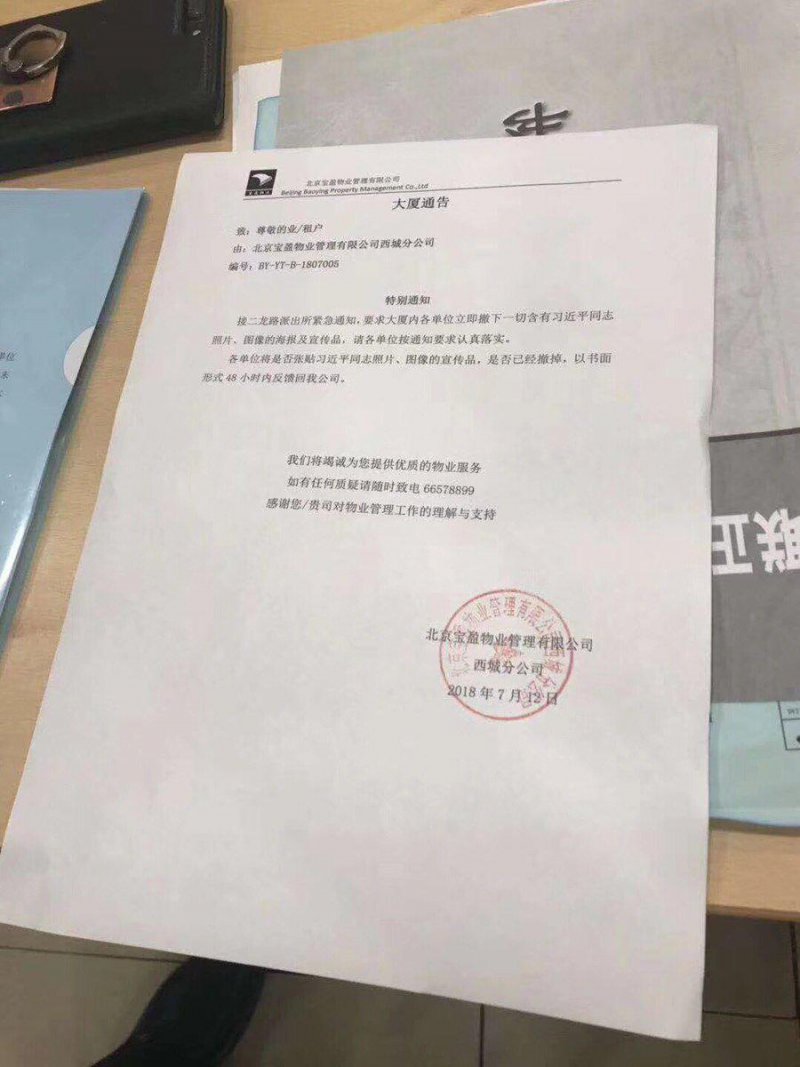 书
北京宝盈物业管理有限公司
Beijing Baoying Property Management Co.,Ltd
大厦通告
致：尊敬的业/租户
由：北京宝盈物业管理有限公司西城分公司
编号：BY-YT-B-1807005
特别通知
接二龙路派出所紧急通知，要求大厦内各单位立即撤下一切含有习近平同志
照片、图像的海报及宣传品，请各单位按通知要求认真落实。
各单位将是否张贴习近平同志照片、图像的宣传品，是否已经撤掉，以书面
形式 48 小时内反馈回我公司。
我们将竭诚为您提供优质的物业服务
如有任何质疑请随时致电 66578899
感谢您/贵司对物业管理工作的理解与支持
北京宝盈物业管理有限公司
西城分公司
2018 年 7 月 12 日
单位
联正